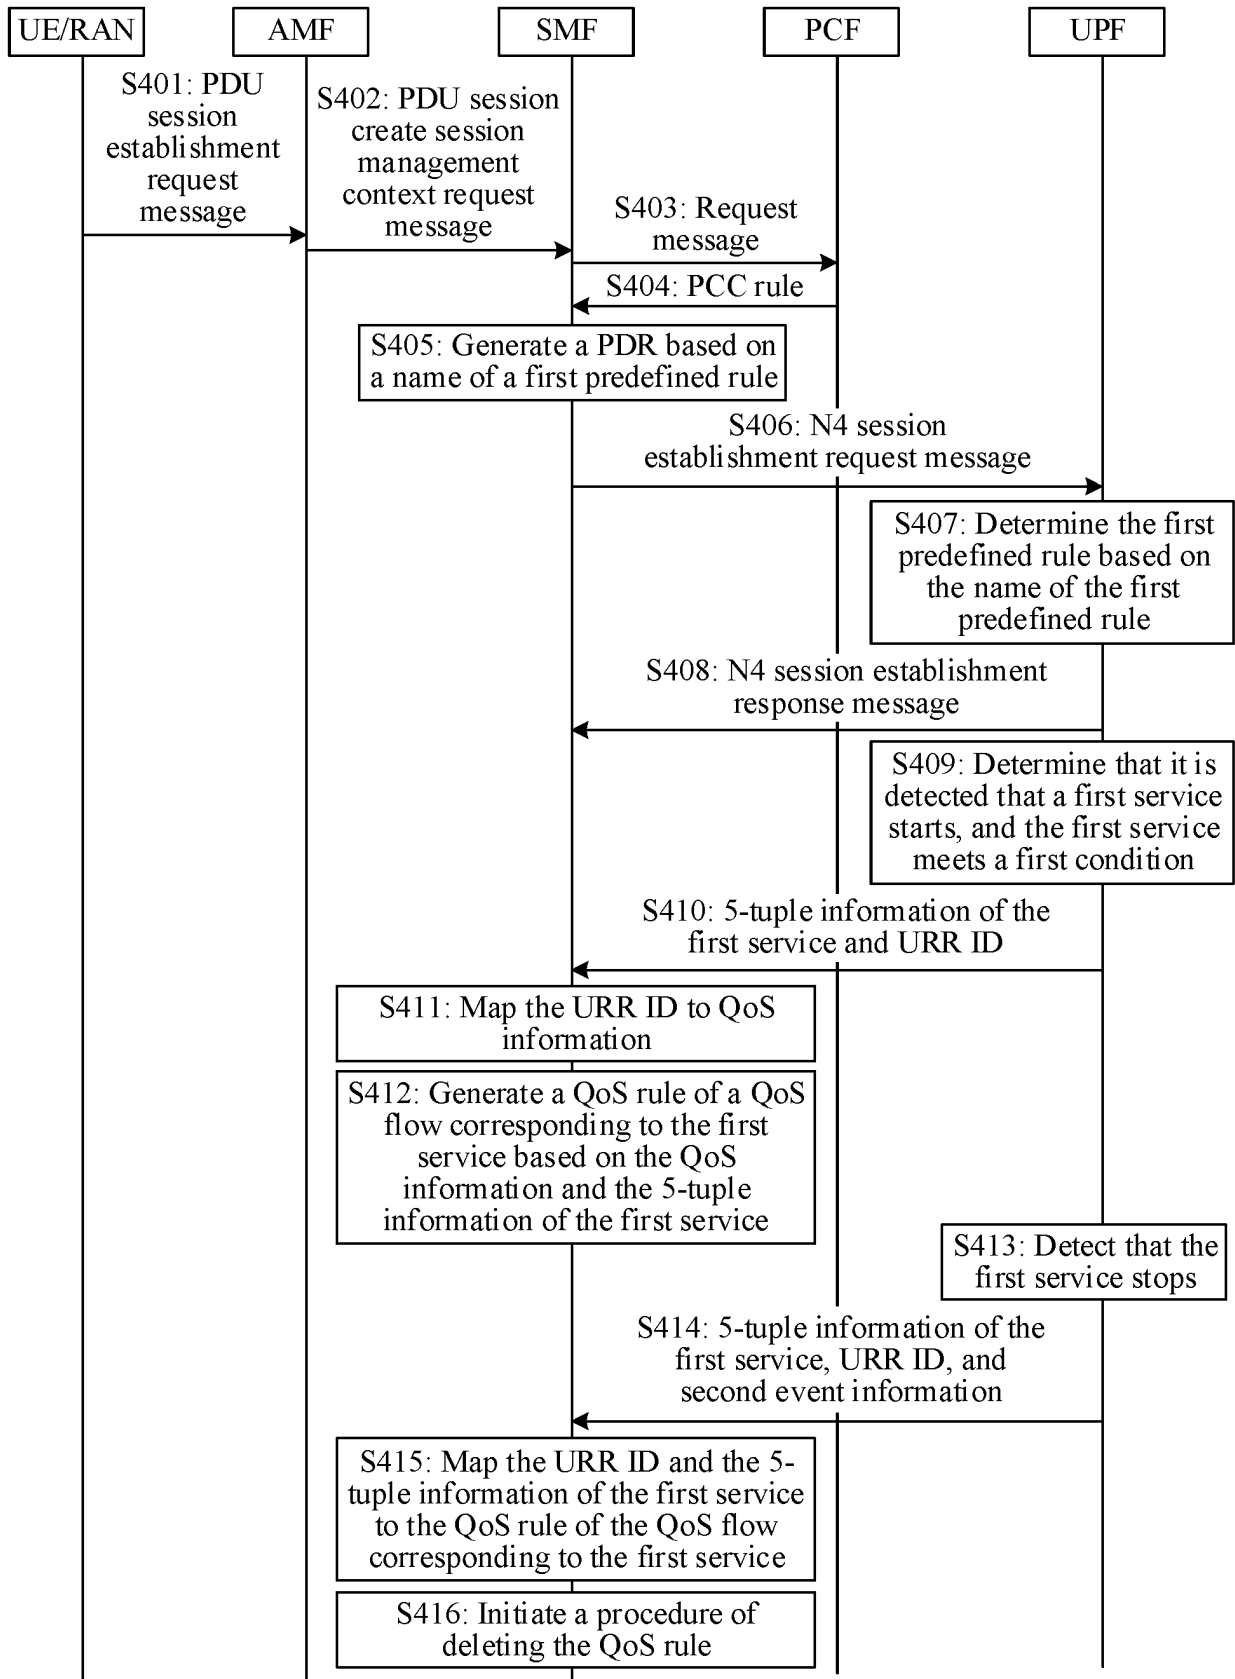 UE/RAN
AMF
SMF
PCF
UPF
S401: PDU
session
establishment
request
message
S402: PDU session
create session
management
context request
message
S403: Request
message
S404: PCC rule
S405: Generate a PDR based on
a name of a first predefined rule
S406: N4 session
establishment request message
S407: Determine the first
predefined rule based on
the name of the first
predefined rule
S408: N4 session establishment
response message
S409: Determine that it is
detected that a first service
starts, and the first service
meets a first condition
S410: 5-tuple information of the
first service and URR ID
S411: Map the URR ID to QoS
information
S412: Generate a QoS rule of a QoS
flow corresponding to the first
service based on the QoS
information and the 5-tuple
information of the first service
S413: Detect that the
first service stops
S414: 5-tuple information of the
first service, URR ID, and
second event information
S415: Map the URR ID and the 5-
tuple information of the first service
to the QoS rule of the QoS flow
corresponding to the first service
S416: Initiate a procedure of
deleting the QoS rule